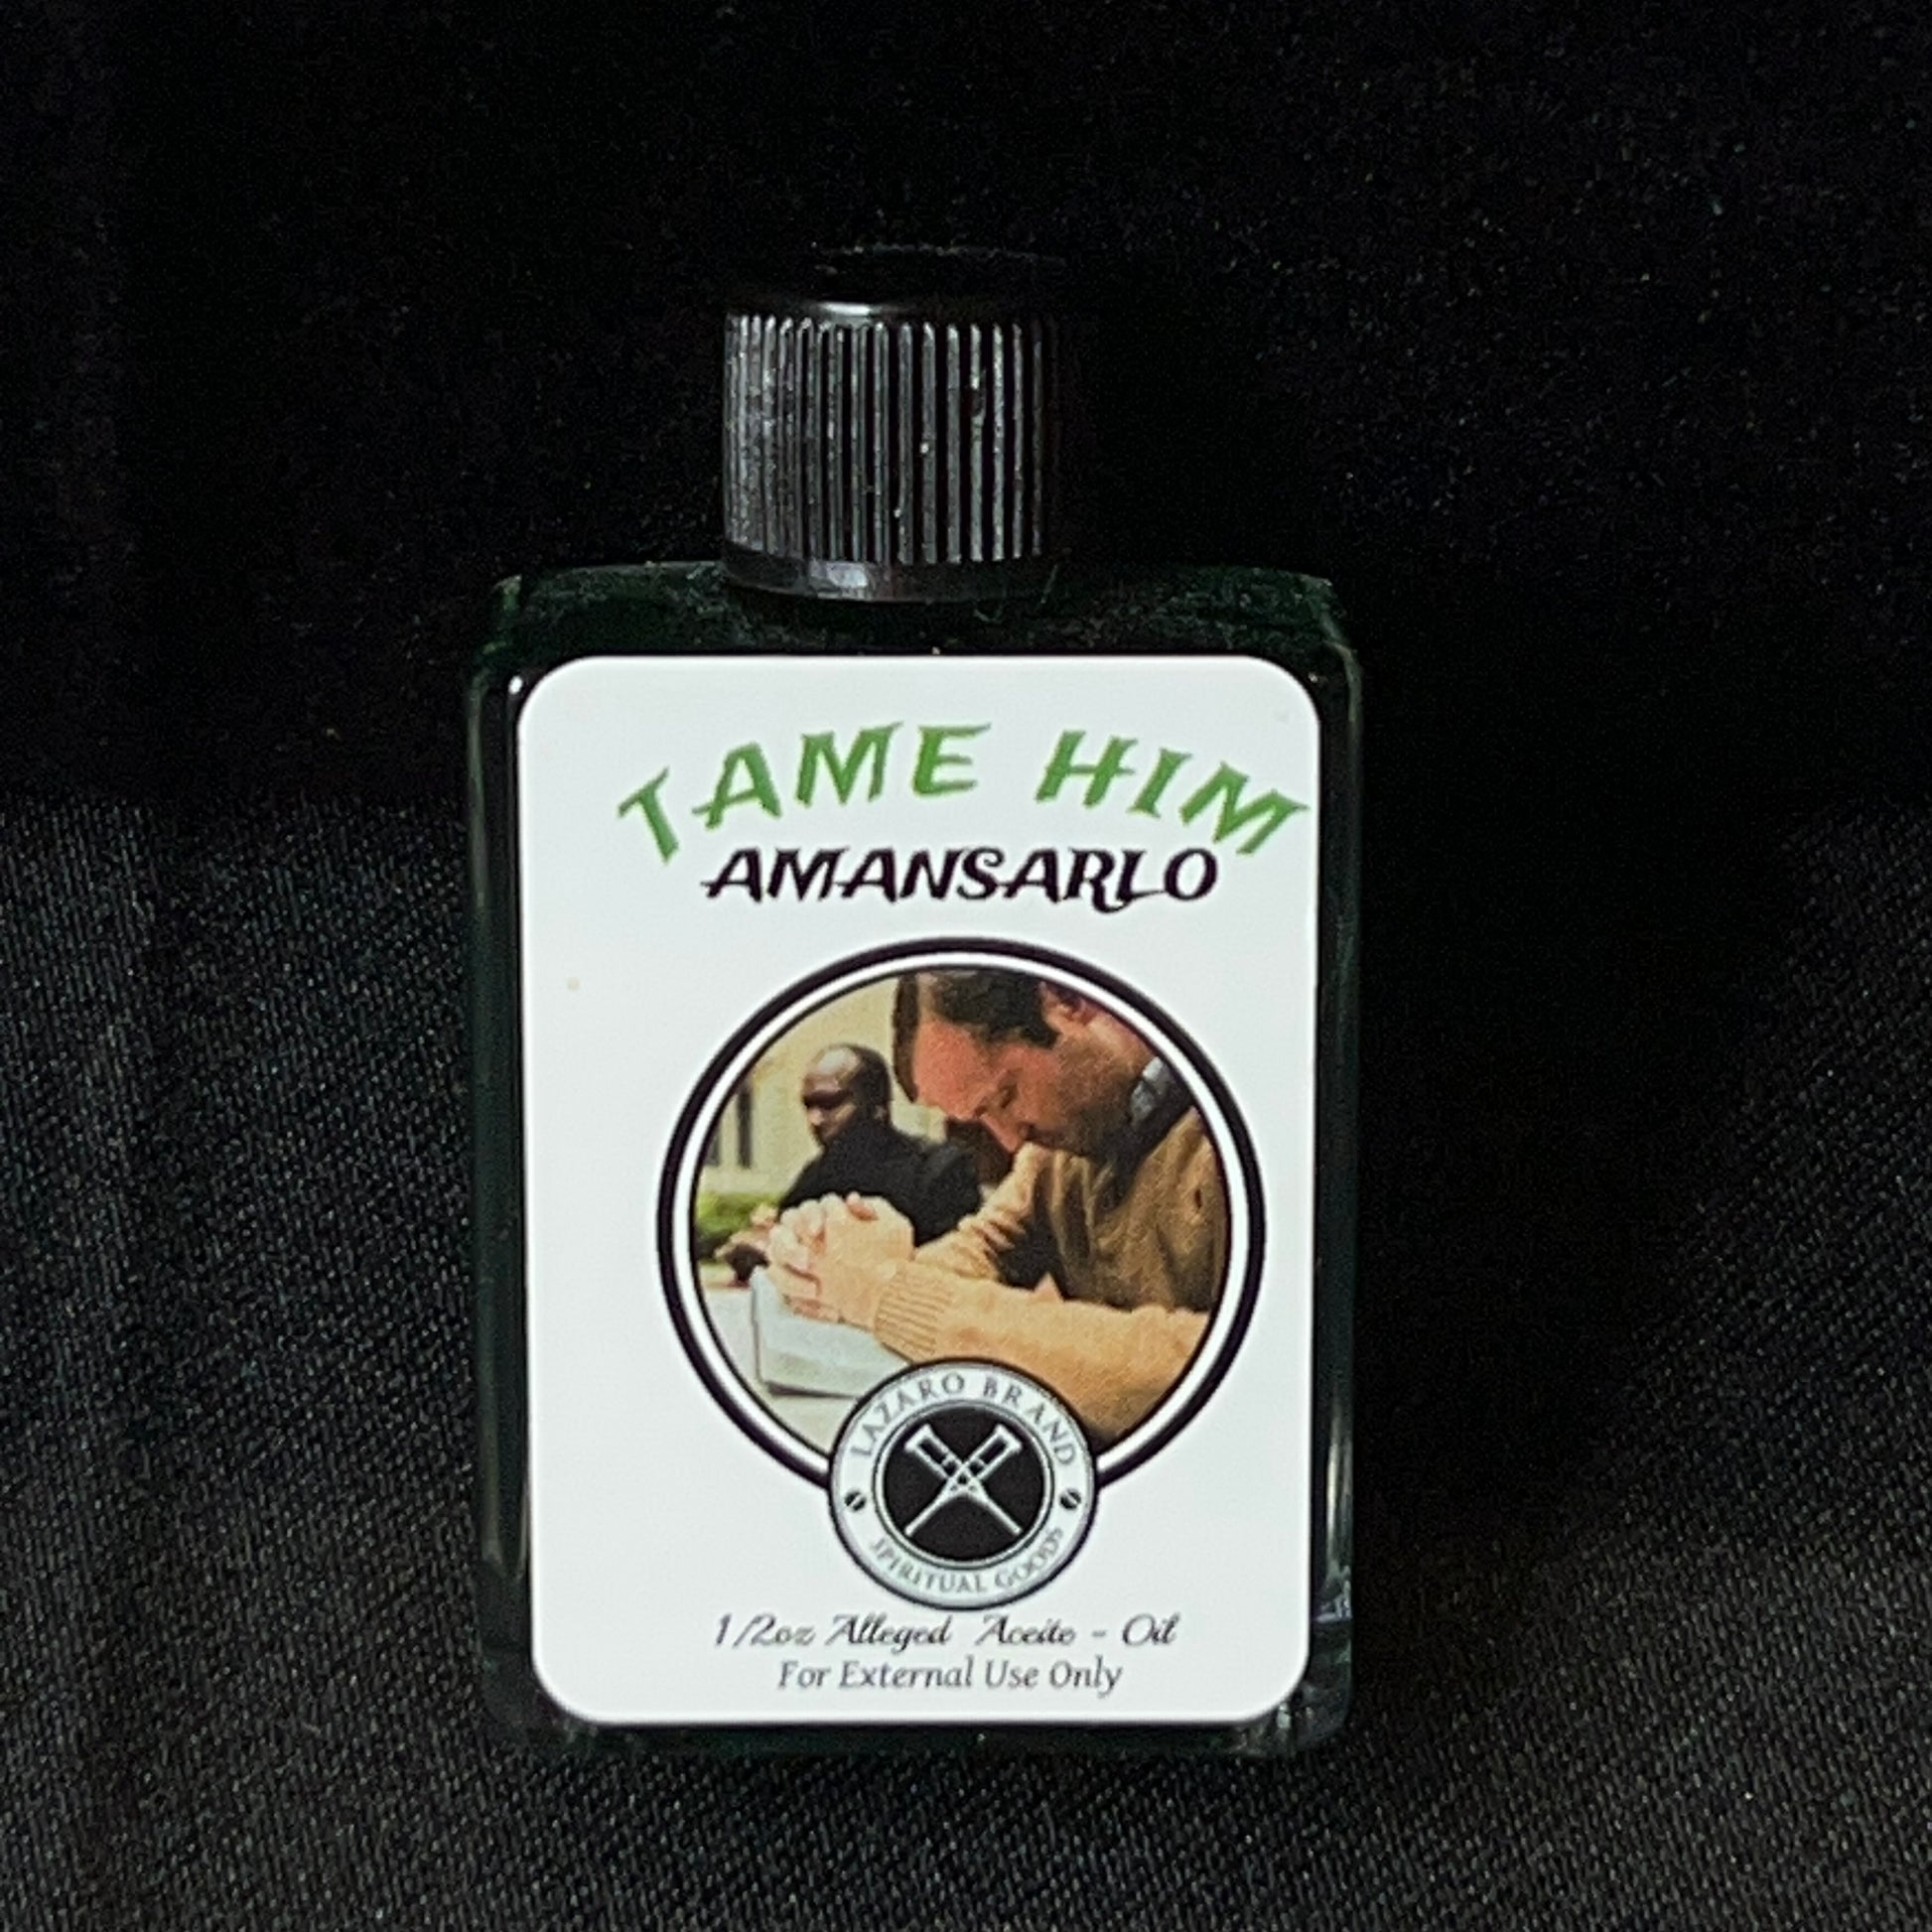 TAME HIM
AMANSARLO
LAZARO BRAND
SPIRITUAL GOODS
1/2oz Alleged Aceite - Oil
For External Use Only